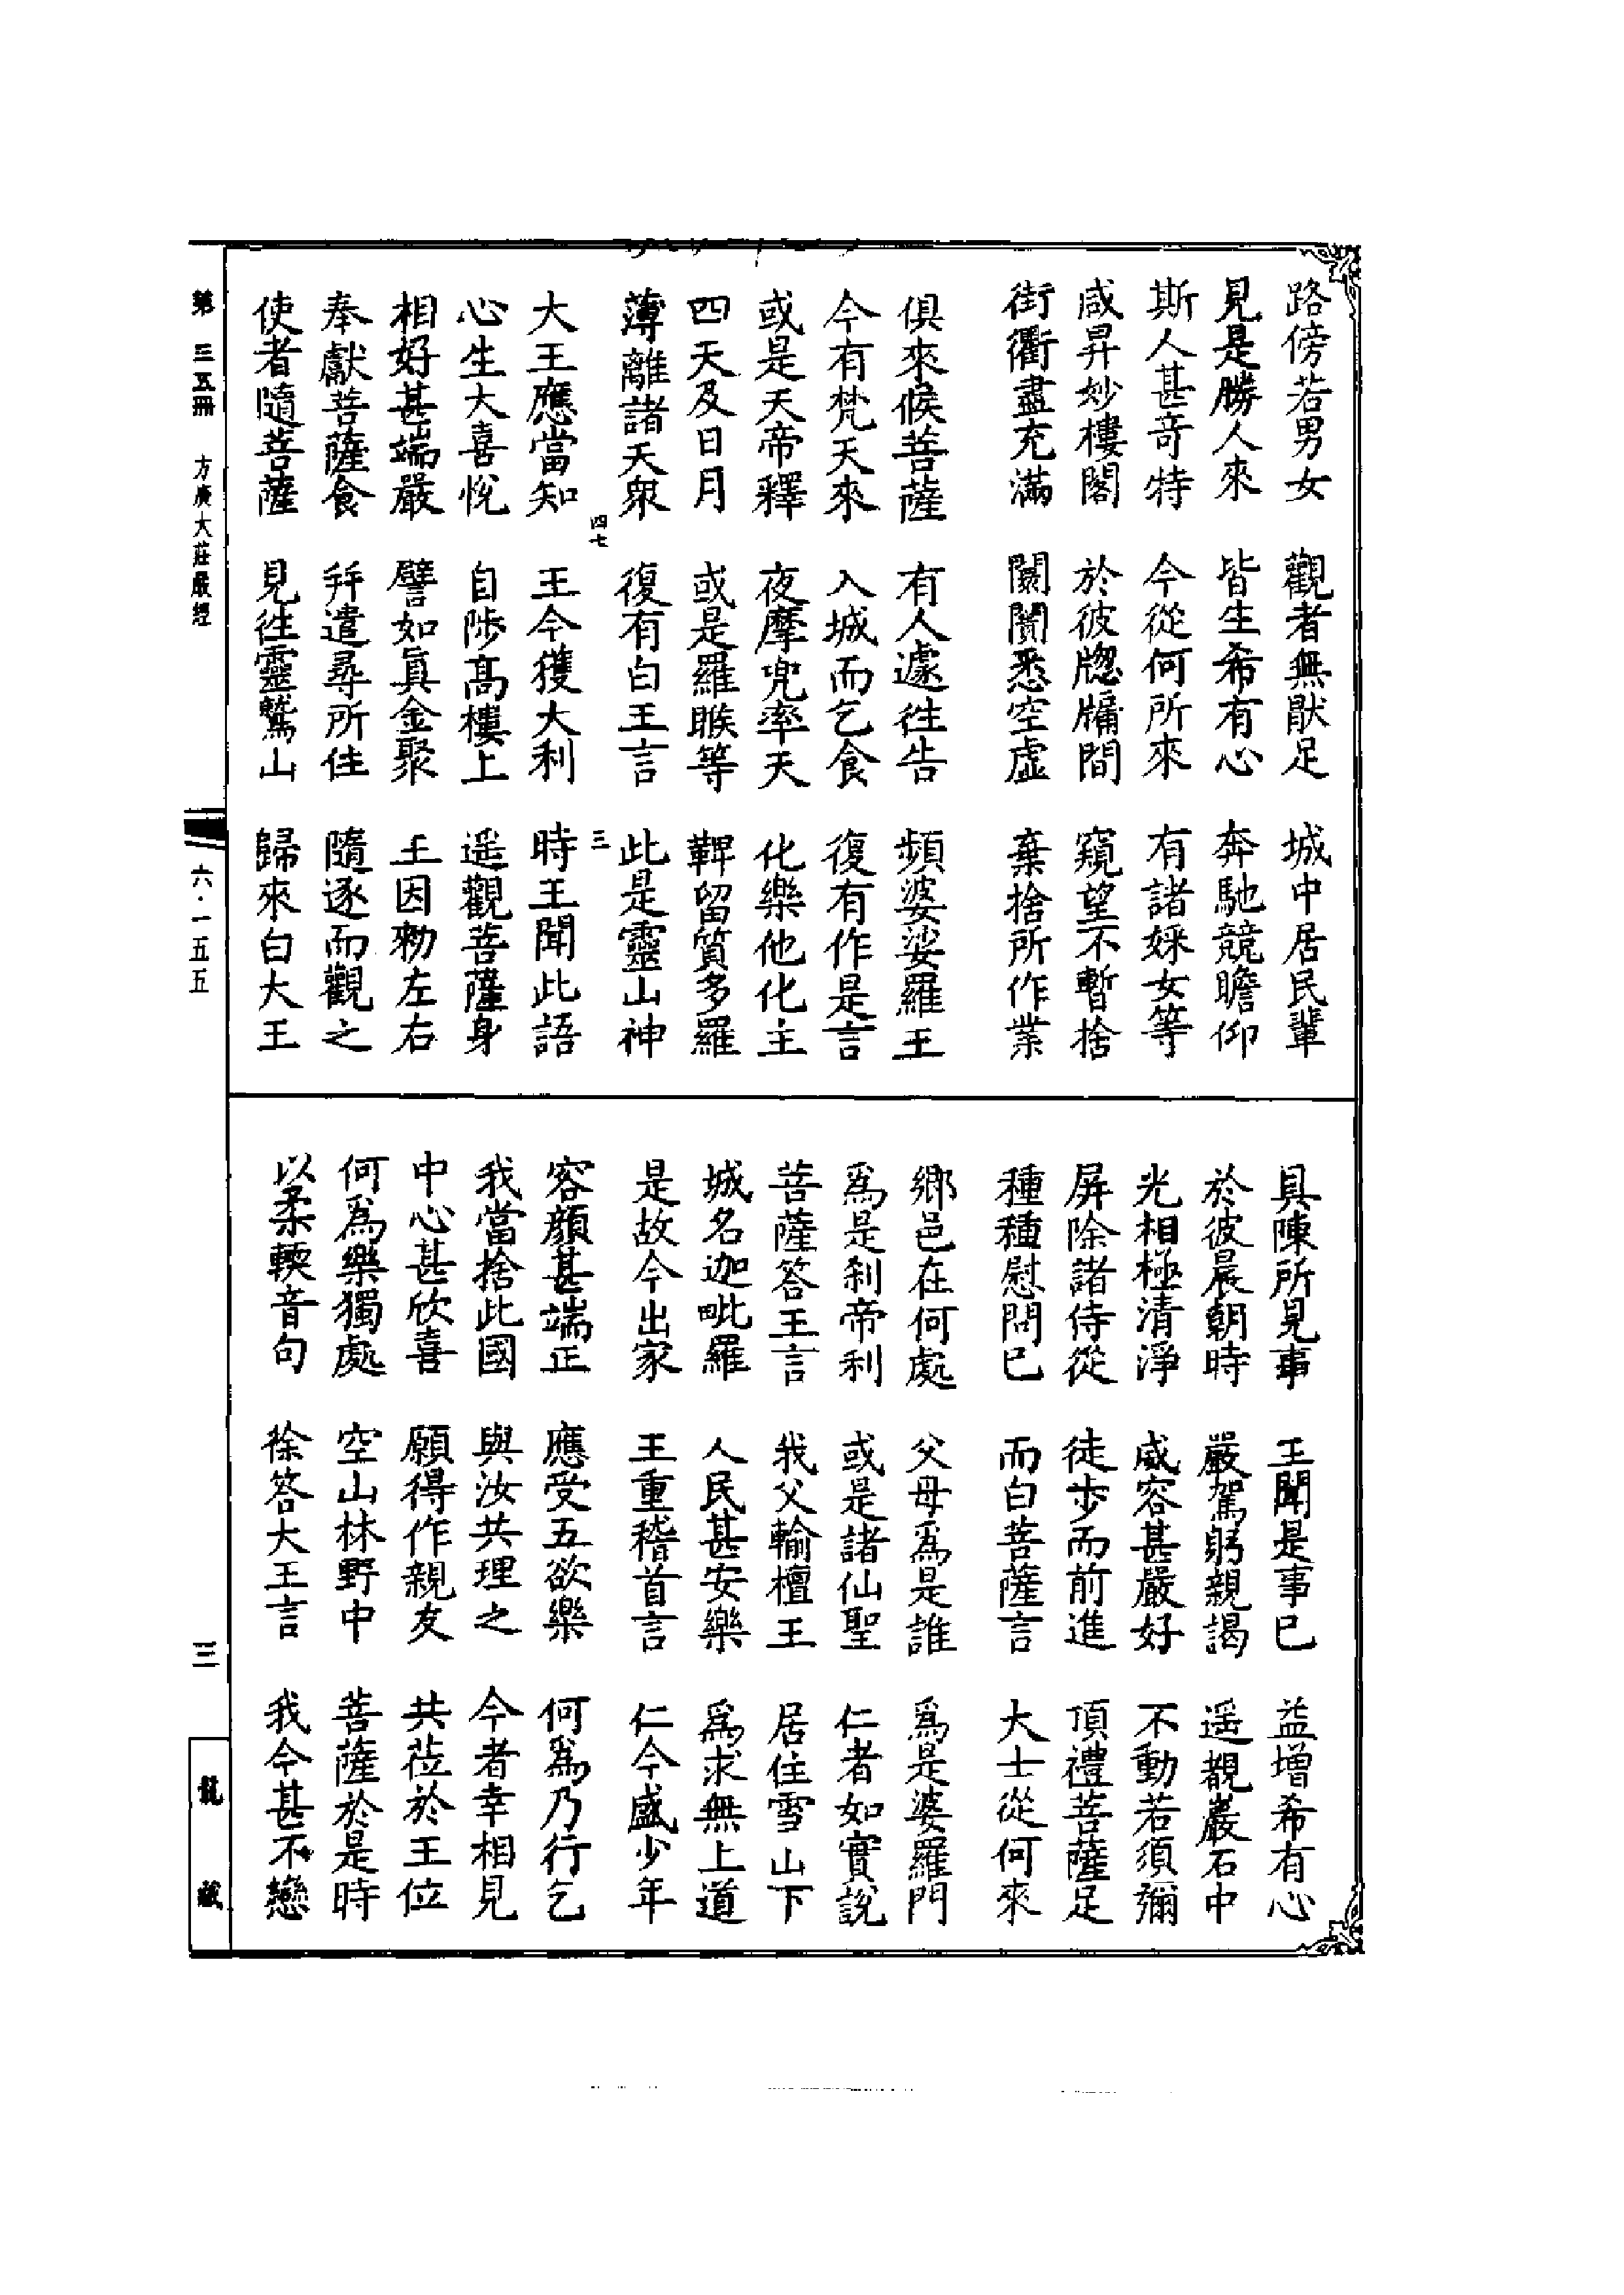 路傍若男女　觀者無猒足　城中居民輩
見是勝人來　皆生希有心　奔馳競瞻仰
斯人甚奇特　今從何所來　有諸婇女等
咸昇妙樓閣　於彼牕牖間　窺望不暫捨
街衢盡充滿　闤闠悉空虛　棄捨所作業
俱來候菩薩　有人遽往告　頻婆娑羅王
今有梵天來　入城而乞食　復有作是言
或是天帝釋　夜摩兜率天　化樂他化主
四天及日月　或是羅睺等　鞞留質多羅
薄離諸天衆　復有白王言　此是靈山神
四七　三
大王應當知　王今獲大利　時王聞此語
心生大喜悅　自陟高樓上　遥觀菩薩身
相好甚端嚴　譬如眞金聚　王因勑左右
奉獻菩薩食　幷遣尋所住　隨逐而觀之
使者隨菩薩　見往靈鷲山　歸來白大王
具陳所見事　王聞是事已　益增希有心
於彼晨朝時　嚴駕躬親謁　遥覩巖石中
光相極清淨　威容甚嚴好　不動若須彌
屏除諸侍從　徒步而前進　頂禮菩薩足
種種慰問已　而白菩薩言　大士從何來
鄉邑在何處　父母爲是誰　爲是婆羅門
爲是刹帝利　或是諸仙聖　仁者如實說
菩薩答王言　我父輸檀王　居住雪山下
城名迦毗羅　人民甚安樂　爲求無上道
是故今出家　王重稽首言　仁今盛少年
容顏甚端正　應受五欲樂　何爲乃行乞
我當捨此國　與汝共理之　今者幸相見
中心甚欣喜　願得作親友　共莅於王位
何爲樂獨處　空山林野中　菩薩於是時
以柔軟音句　徐答大王言　我今甚不戀
第三五冊　方廣大莊嚴經　六·一五五　三　龍藏